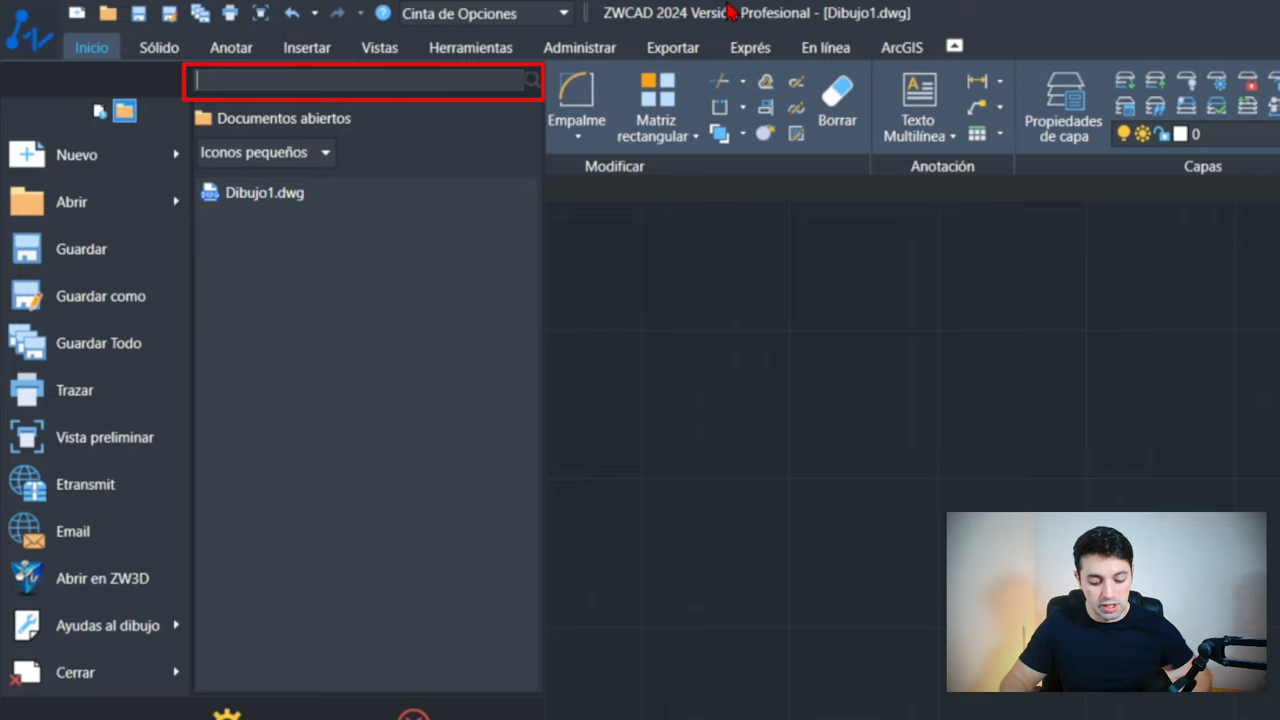 Cinta de Opciones
ZWCAD 2024 Versió Profesional - [Dibujo1.dwg]
Inicio Sólido Anotar Insertar Vistas Herramientas Administrar Exportar Exprés En línea ArcGIS
Documentos abiertos
Iconos pequeños
Dibujo1.dwg
Nuevo
Abrir
Guardar
Guardar como
Guardar Todo
Trazar
Vista preliminar
Etransmit
Email
Abrir en ZW3D
Ayudas al dibujo
Cerrar
Empalme
Matriz
rectangular
Borrar
Modificar
Texto
Multilínea
Anotación
Propiedades
de capa
0
Capas